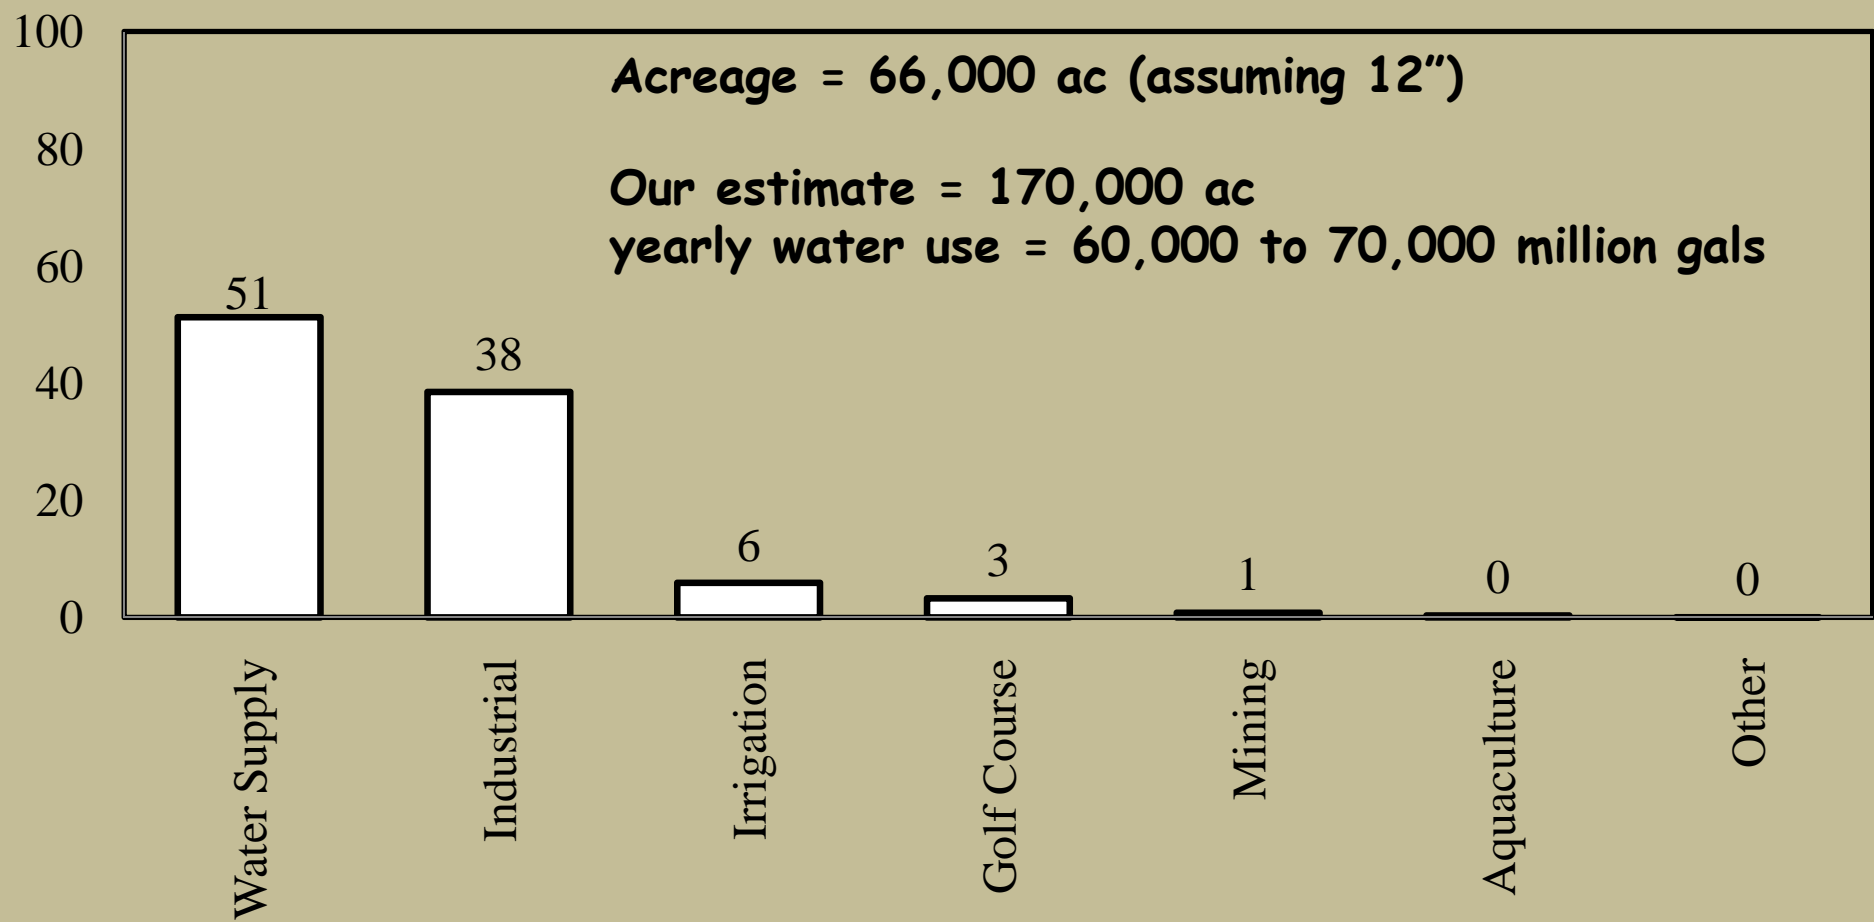 100
Acreage = 66,000 ac (assuming 12”)
80
Our estimate = 170,000 ac
yearly water use = 60,000 to 70,000 million gals
60
51
38
40
20
6
3
1
0
0
0
Water Supply
Industrial
Irrigation
Golf Course
Mining
Aquaculture
Other